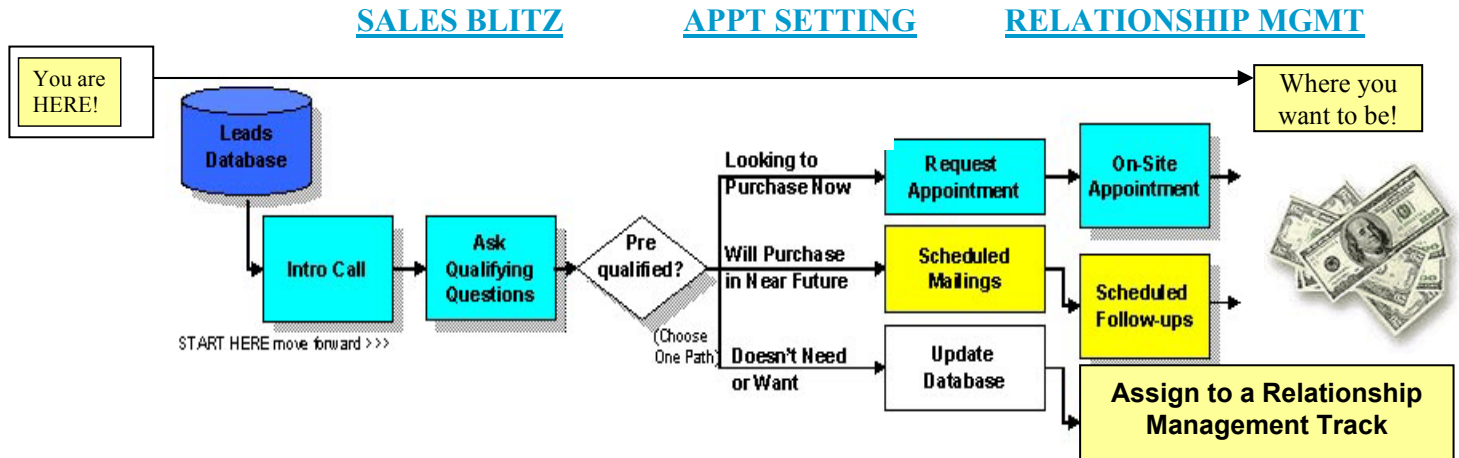 SALES BLITZ
APPT SETTING
RELATIONSHIP MGMT
You are
HERE!
Where you
want to be!
Leads
Database
Intro Call
START HERE move forward >>>
Ask
Qualifying
Questions
Pre
qualified?
(Choose
One Path)
Looking to
Purchase Now
Request
Appointment
On-Site
Appointment
Will Purchase
in Near Future
Scheduled
Mailings
Scheduled
Follow-ups
Doesn't Need
or Want
Update
Database
Assign to a Relationship
Management Track